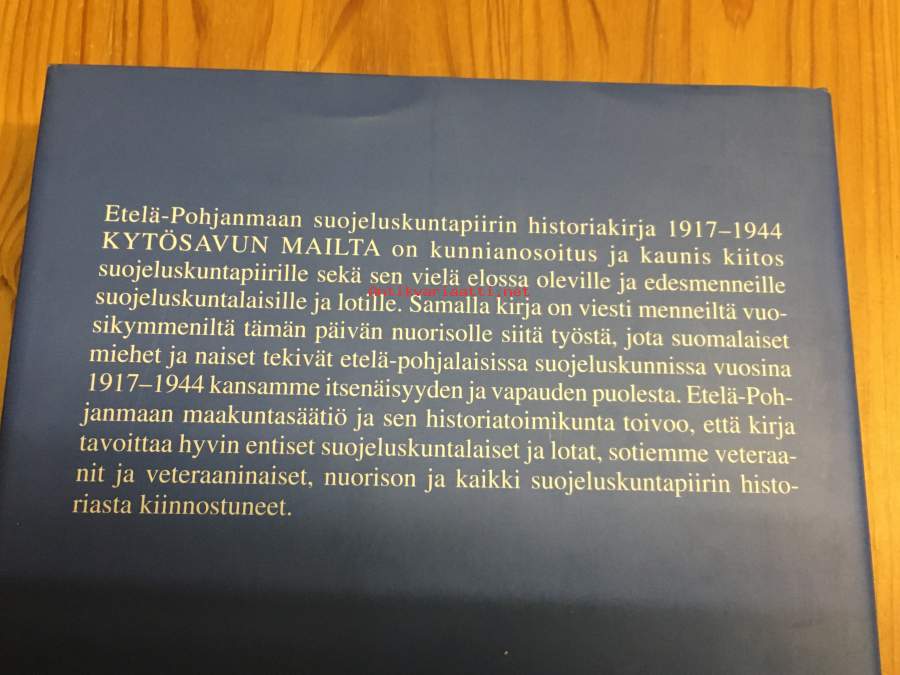 Etelä-Pohjanmaan suojeluskuntapiirin historiakirja 1917–1944
KYTÖSAVUN MAILTA on kunnianosoitus ja kaunis kiitos
suojeluskuntapiirille sekä sen vielä elossa oleville ja edesmenneille
antikvariaatti.net
suojeluskuntalaisille ja lotille. Samalla kirja on viesti menneiltä vuo-
sikymmeniltä tämän päivän nuorisolle siitä työstä, jota suomalaiset
miehet ja naiset tekivät etelä-pohjalaisissa suojeluskunnissa vuosina
1917–1944 kansamme itsenäisyyden ja vapauden puolesta. Etelä-Poh-
janmaan maakuntasäätiö ja sen historiatoimikunta toivoo, että kirja
tavoittaa hyvin entiset suojeluskuntalaiset ja lotat, sotiemme veteraa-
nit ja veteraaninaiset, nuorison ja kaikki suojeluskuntapiirin histo-
riasta kiinnostuneet.